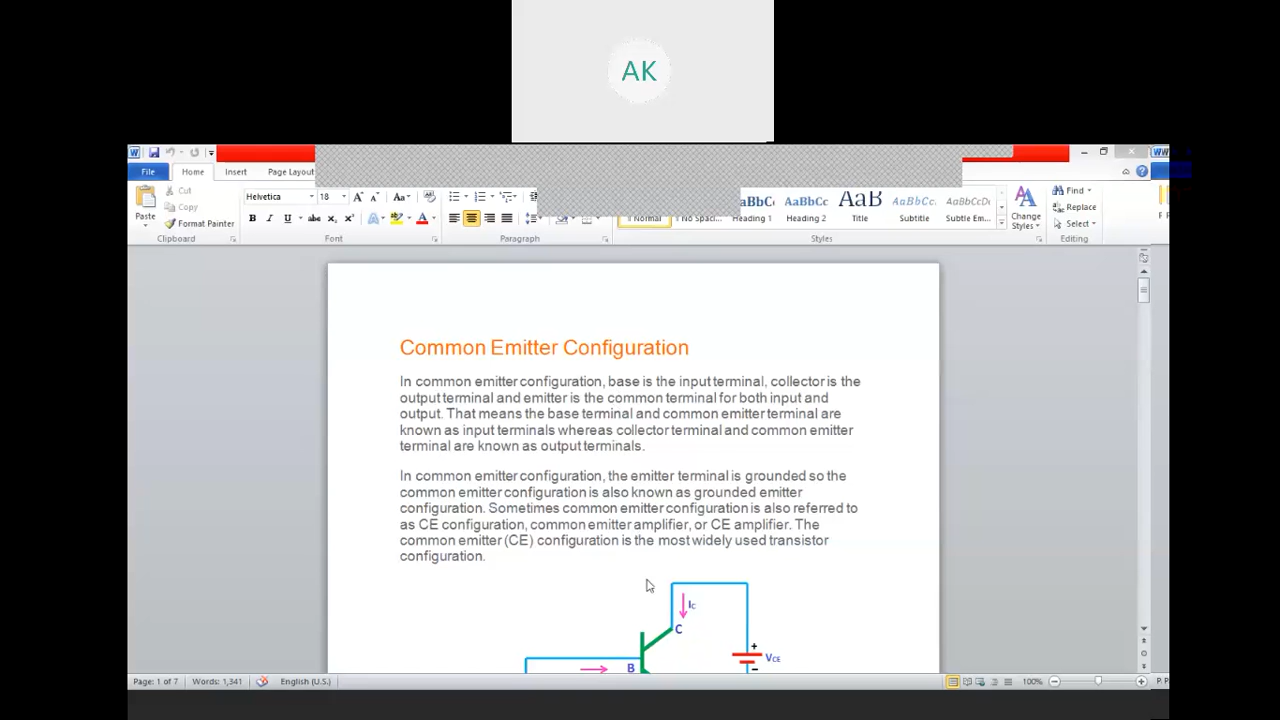 AK
File Home Insert Page Layout
Cut
Copy
Paste
Format Painter
Clipboard
Helvetica 18
Font
Paragraph
Normal
No Spaci...
Heading 1
AaBbCc
Heading 2
AaB
Title
AaBbCc.
Subtitle
AaBbCcDc
Subtle Em...
Styles
Change
Styles
Find
Replace
Select
Editing
Common Emitter Configuration
In common emitter configuration, base is the input terminal, collector is the
output terminal and emitter is the common terminal for both input and
output. That means the base terminal and common emitter terminal are
known as input terminals whereas collector terminal and common emitter
terminal are known as output terminals.
In common emitter configuration, the emitter terminal is grounded so the
common emitter configuration is also known as grounded emitter
configuration. Sometimes common emitter configuration is also referred to
as CE configuration, common emitter amplifier, or CE amplifier. The
common emitter (CE) configuration is the most widely used transistor
configuration.
IC
C
B
+
VCE
–
Page: 1 of 7 Words: 1,341 English (U.S.) 100%